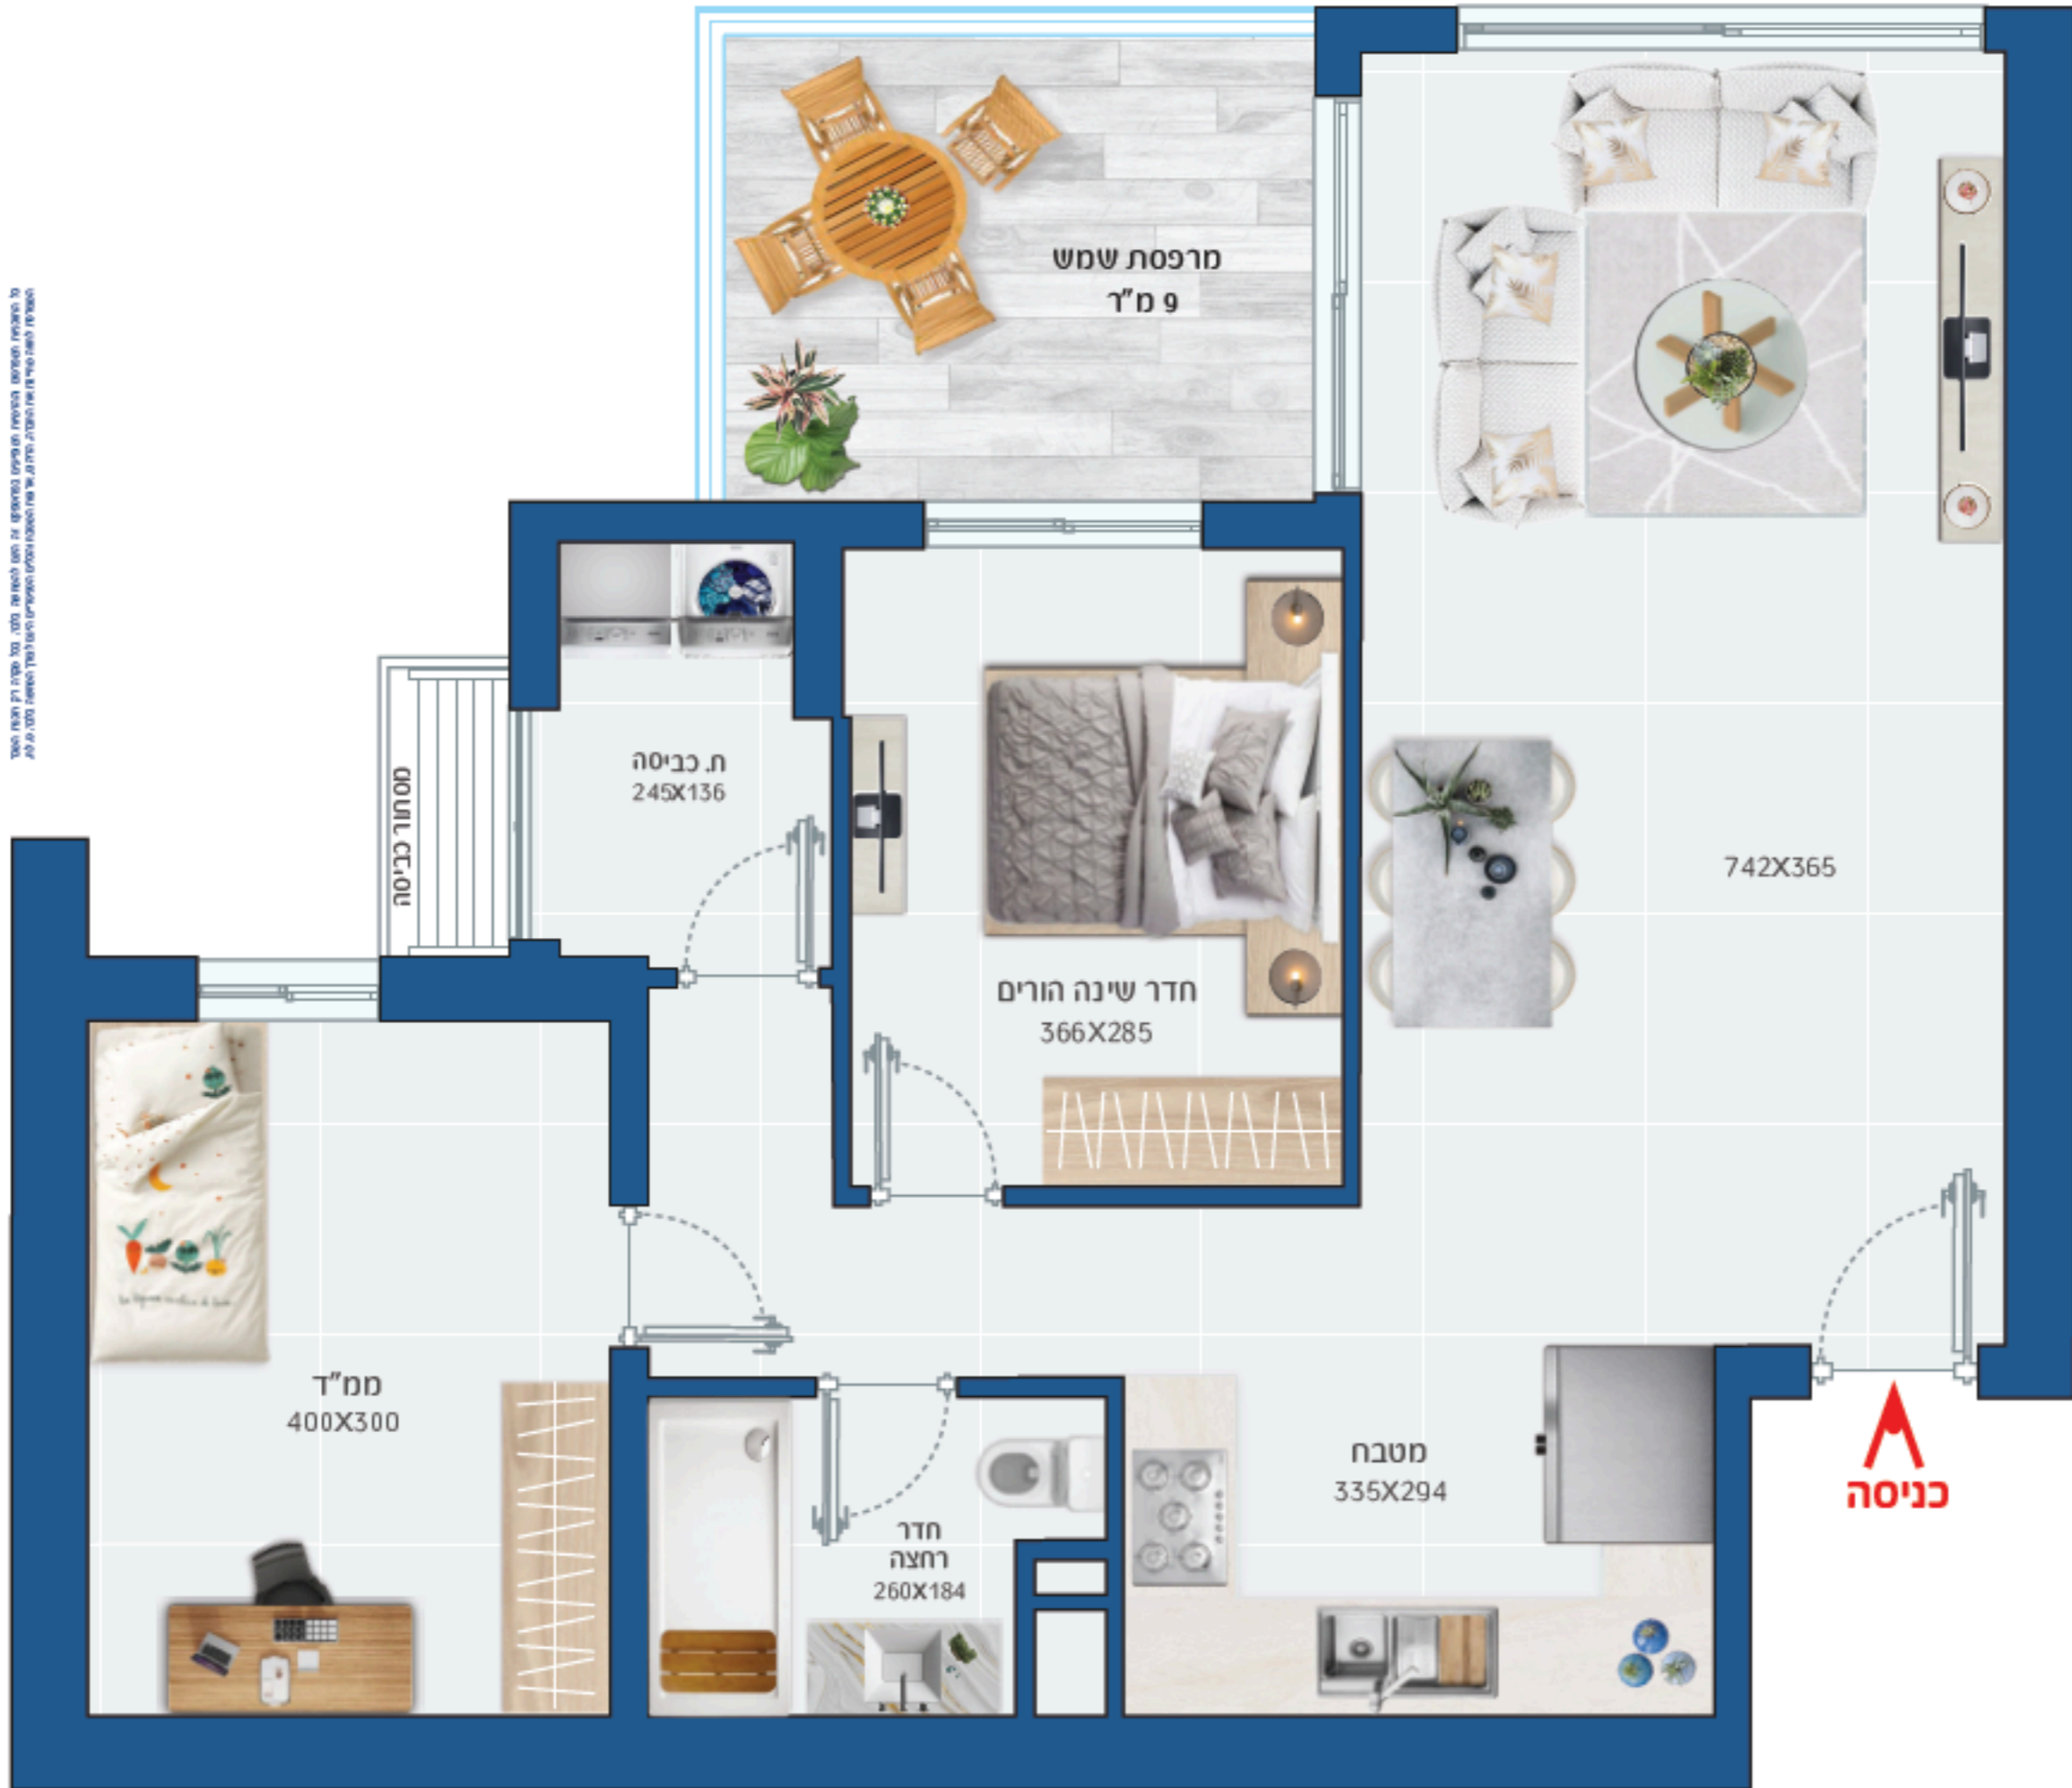 מרפסת שמש
9 מ"ר
ח. כביסה
245X136
מסתור כביסה
742X365
חדר שינה הורים
366X285
ממ"ד
400X300
מטבח
335X294
כניסה
חדר
רחצה
260X184